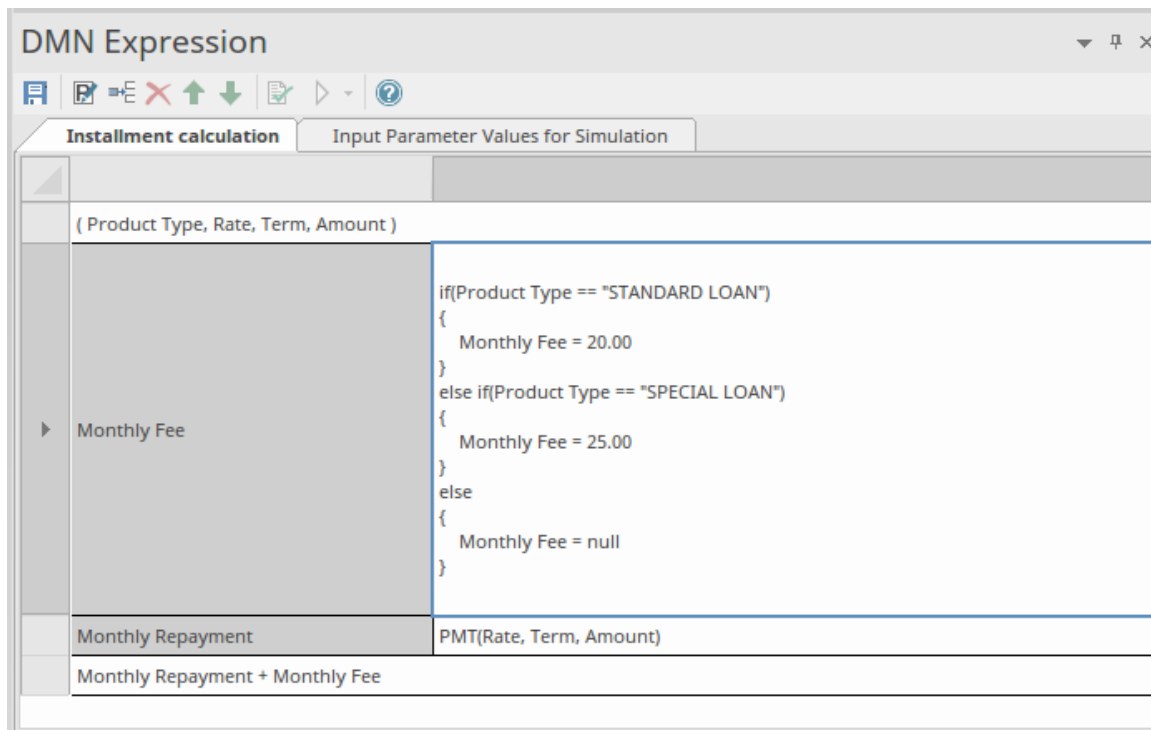 DMN Expression
Installment calculation
Input Parameter Values for Simulation
( Product Type, Rate, Term, Amount )
Monthly Fee
if(Product Type == "STANDARD LOAN")
{
Monthly Fee = 20.00
}
else if(Product Type == "SPECIAL LOAN")
{
Monthly Fee = 25.00
}
else
{
Monthly Fee = null
}
Monthly Repayment
PMT(Rate, Term, Amount)
Monthly Repayment + Monthly Fee